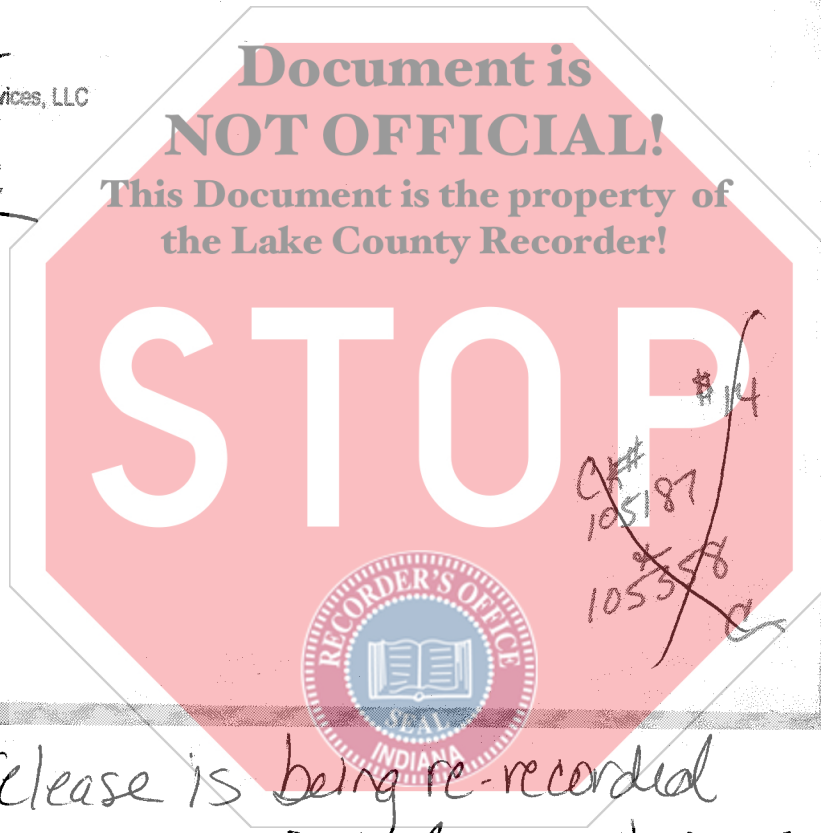 Document is
vices, LLC
NOT OFFICIAL!
This Document is the property of
the Lake County Recorder!
STOP
$14
CK#
105187
&
105358
C
RECORDER'S OFFICE
SEAL
INDIANA
elease is being re-recorded